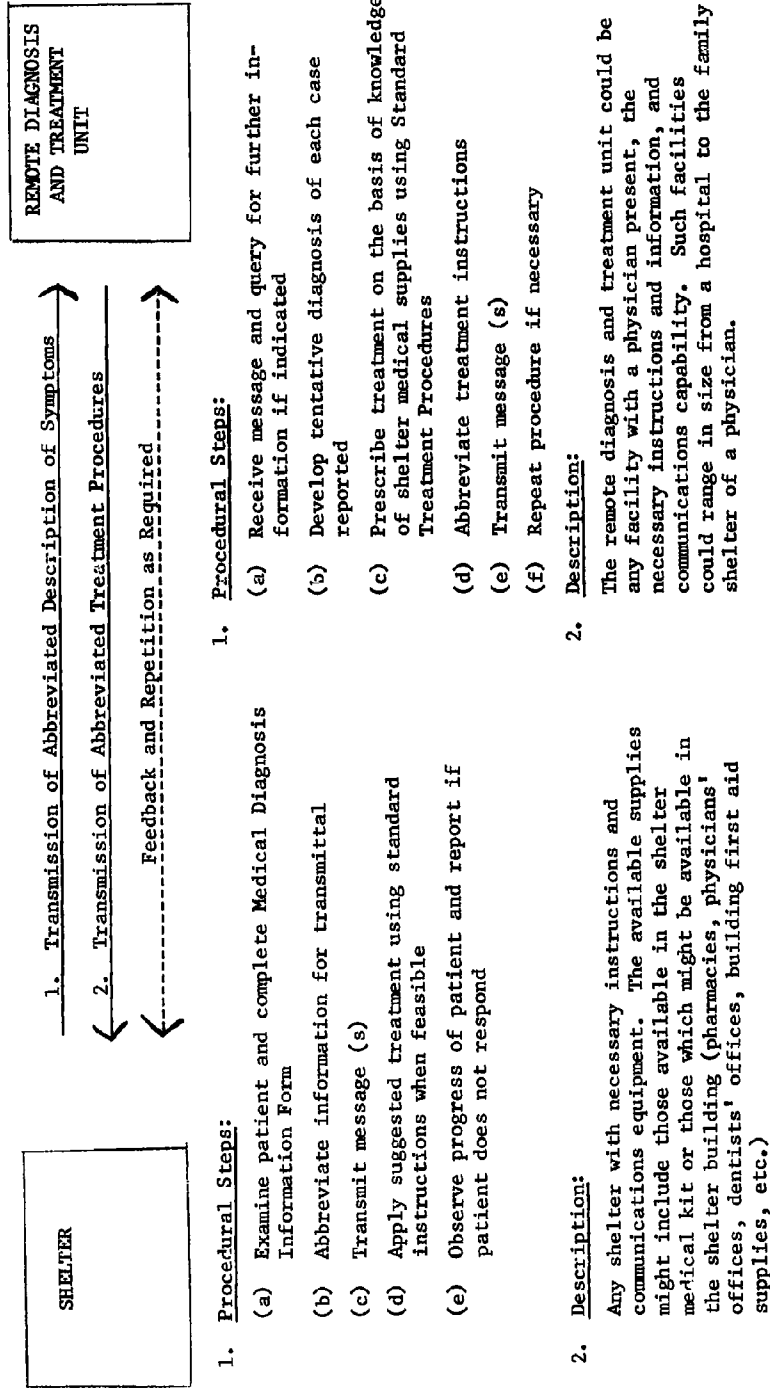 SHELTER
REMOTE DIAGNOSIS
AND TREATMENT
UNIT
1. Transmission of Abbreviated Description of Symptoms
2. Transmission of Abbreviated Treatment Procedures
Feedback and Repetition as Required
1. Procedural Steps:
(a) Examine patient and complete Medical Diagnosis
Information Form
(b) Abbreviate information for transmittal
(c) Transmit message (s)
(d) Apply suggested treatment using standard
instructions when feasible
(e) Observe progress of patient and report if
patient does not respond
2. Description:
Any shelter with necessary instructions and
communications equipment. The available supplies
might include those available in the shelter
medical kit or those which might be available in
the shelter building (pharmacies, physicians'
offices, dentists' offices, building first aid
supplies, etc.)
1. Procedural Steps:
(a) Receive message and query for further in-
formation if indicated
(b) Develop tentative diagnosis of each case
reported
(c) Prescribe treatment on the basis of knowledge
of shelter medical supplies using Standard
Treatment Procedures
(d) Abbreviate treatment instructions
(e) Transmit message (s)
(f) Repeat procedure if necessary
2. Description:
The remote diagnosis and treatment unit could be
any facility with a physician present, the
necessary instructions and information, and
communications capability. Such facilities
could range in size from a hospital to the family
shelter of a physician.